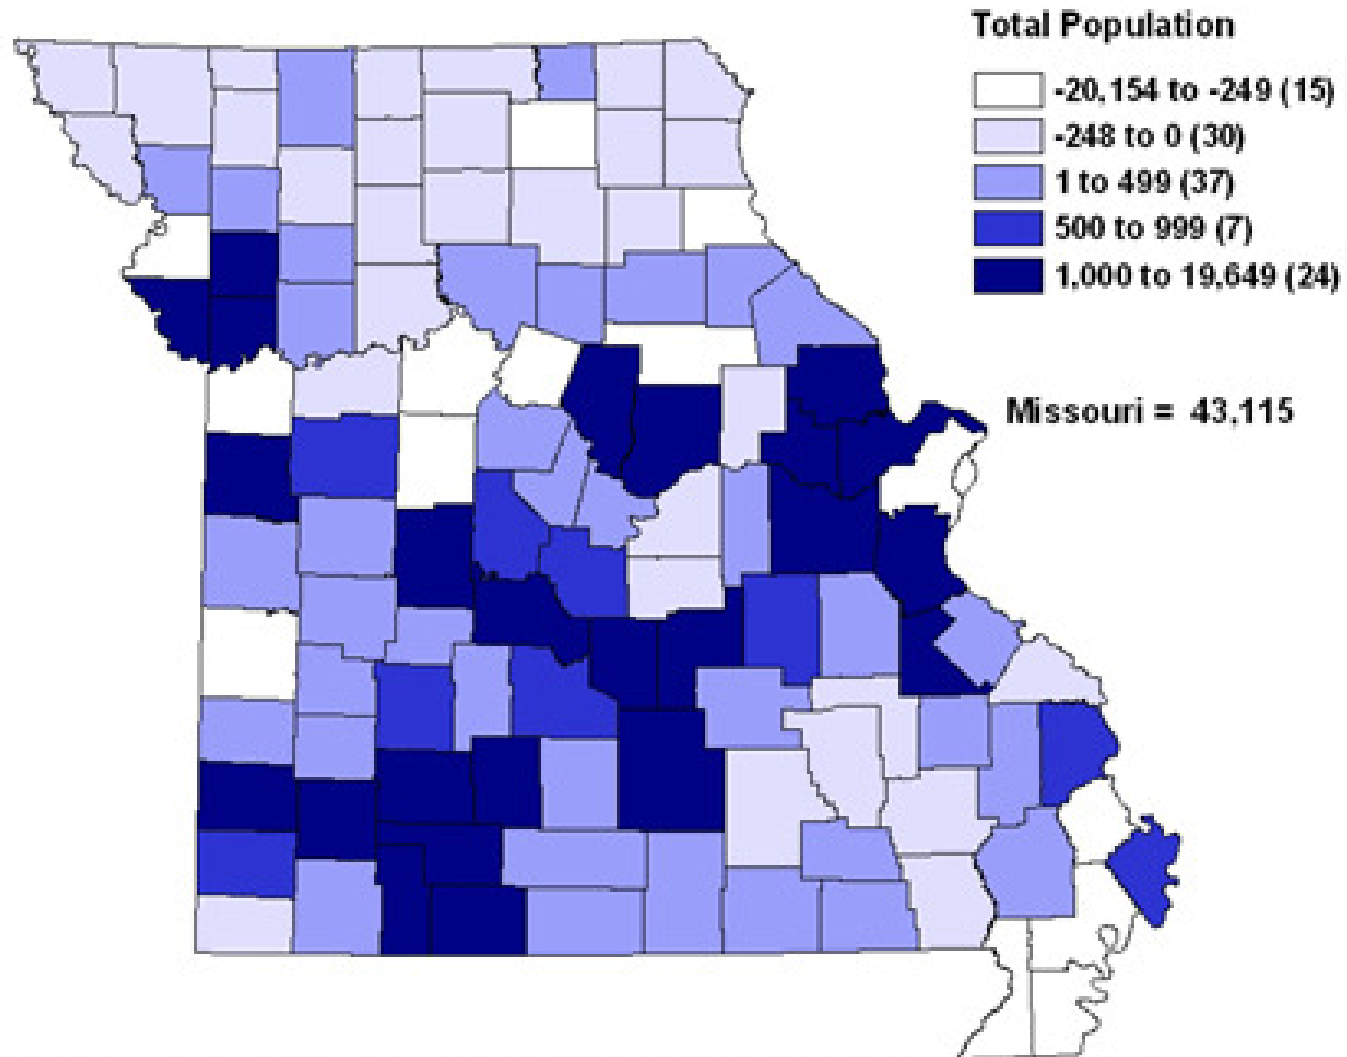 Total Population
-20,154 to -249 (15)
-248 to 0 (30)
1 to 499 (37)
500 to 999 (7)
1,000 to 19,649 (24)
Missouri = 43,115